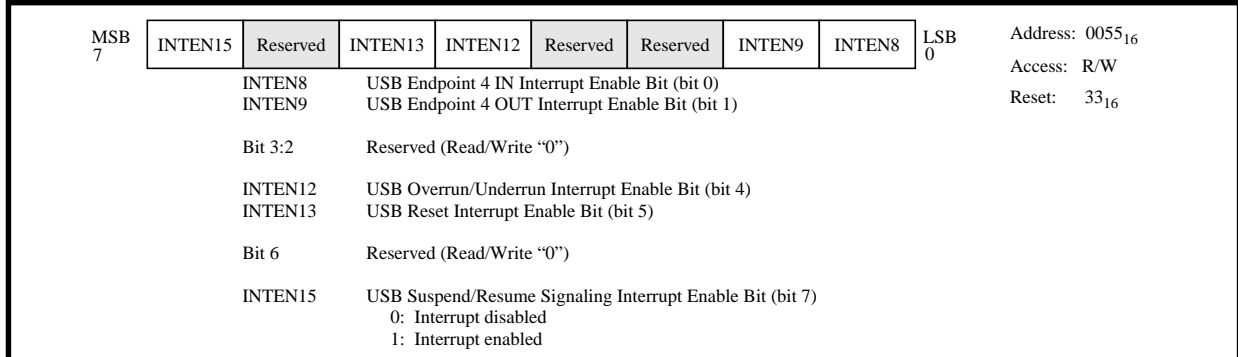 MSB 7 INTEN15 Reserved INTEN13 INTEN12 Reserved Reserved INTEN9 INTEN8 LSB 0
Address: 0055₁₆
Access: R/W
Reset: 33₁₆
INTEN8 USB Endpoint 4 IN Interrupt Enable Bit (bit 0)
INTEN9 USB Endpoint 4 OUT Interrupt Enable Bit (bit 1)
Bit 3:2 Reserved (Read/Write “0”)
INTEN12 USB Overrun/Underrun Interrupt Enable Bit (bit 4)
INTEN13 USB Reset Interrupt Enable Bit (bit 5)
Bit 6 Reserved (Read/Write “0”)
INTEN15 USB Suspend/Resume Signaling Interrupt Enable Bit (bit 7)
0: Interrupt disabled
1: Interrupt enabled